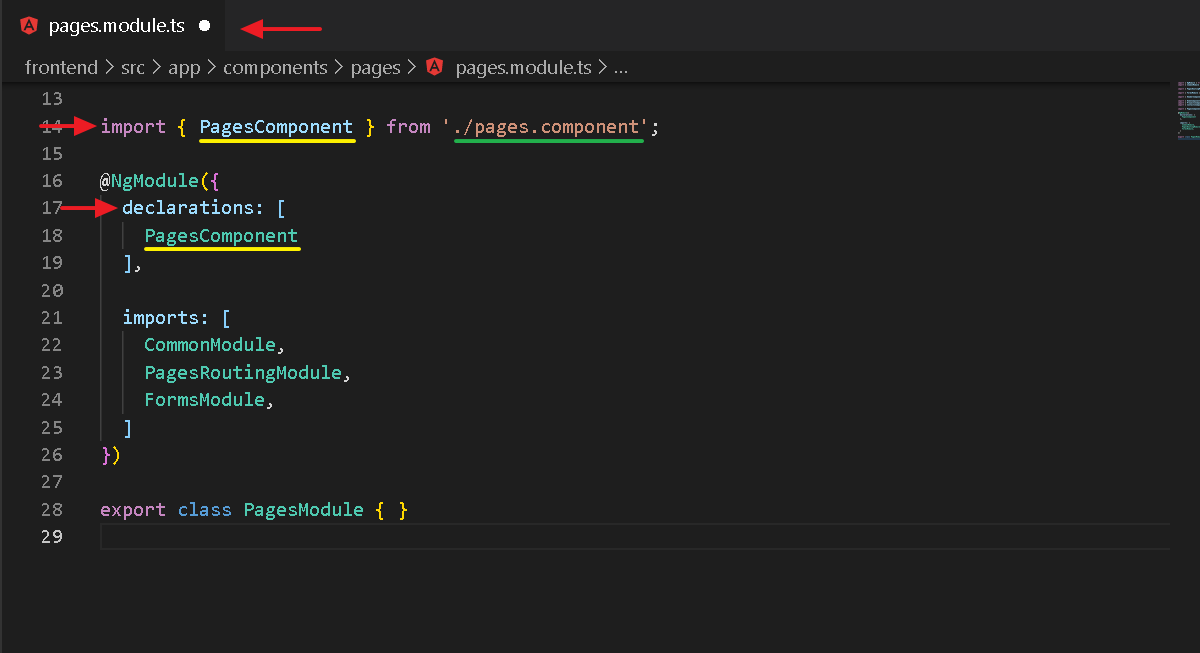 pages.module.ts
frontend > src > app > components > pages > pages.module.ts > ...
13
14 import { PagesComponent } from './pages.component';
15
16 @NgModule({
17 declarations: [
18 PagesComponent
19 ],
20
21 imports: [
22 CommonModule,
23 PagesRoutingModule,
24 FormsModule,
25 ]
26 })
27
28 export class PagesModule { }
29